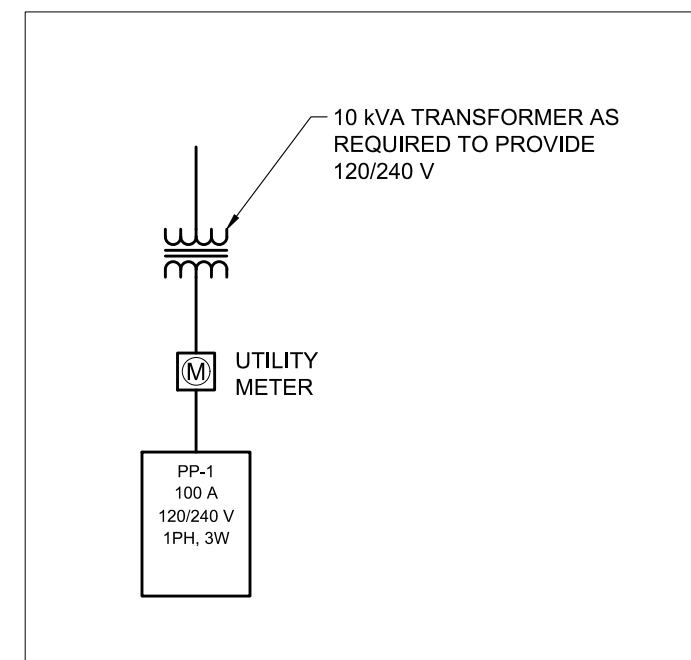 10 kVA TRANSFORMER AS
REQUIRED TO PROVIDE
120/240 V
M
UTILITY
METER
PP-1
100 A
120/240 V
1PH, 3W